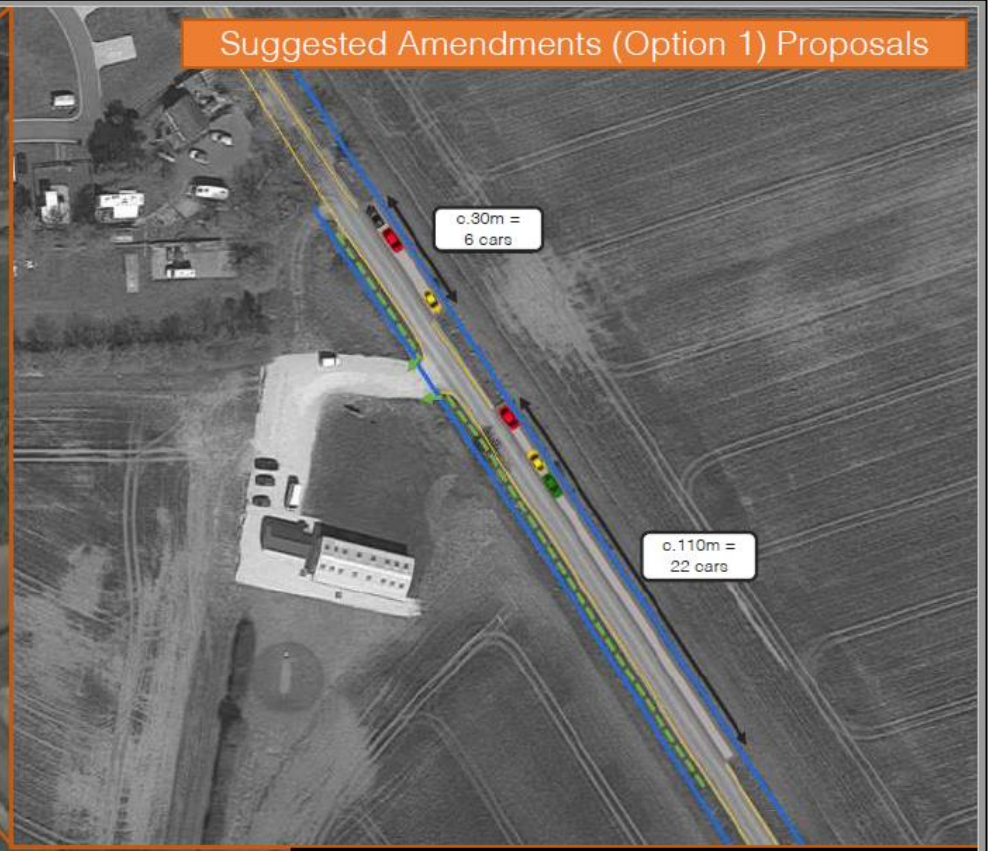 Suggested Amendments (Option 1) Proposals
c.30m =
6 cars
c.110m =
22 cars